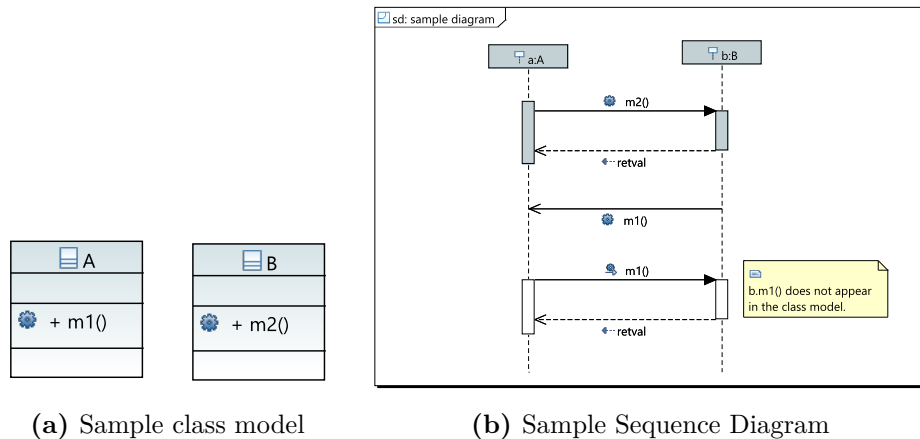 A
+ m1()
B
+ m2()
(a) Sample class model
sd: sample diagram
a:A
b:B
m2()
retval
m1()
m1()
b.m1() does not appear
in the class model.
retval
(b) Sample Sequence Diagram